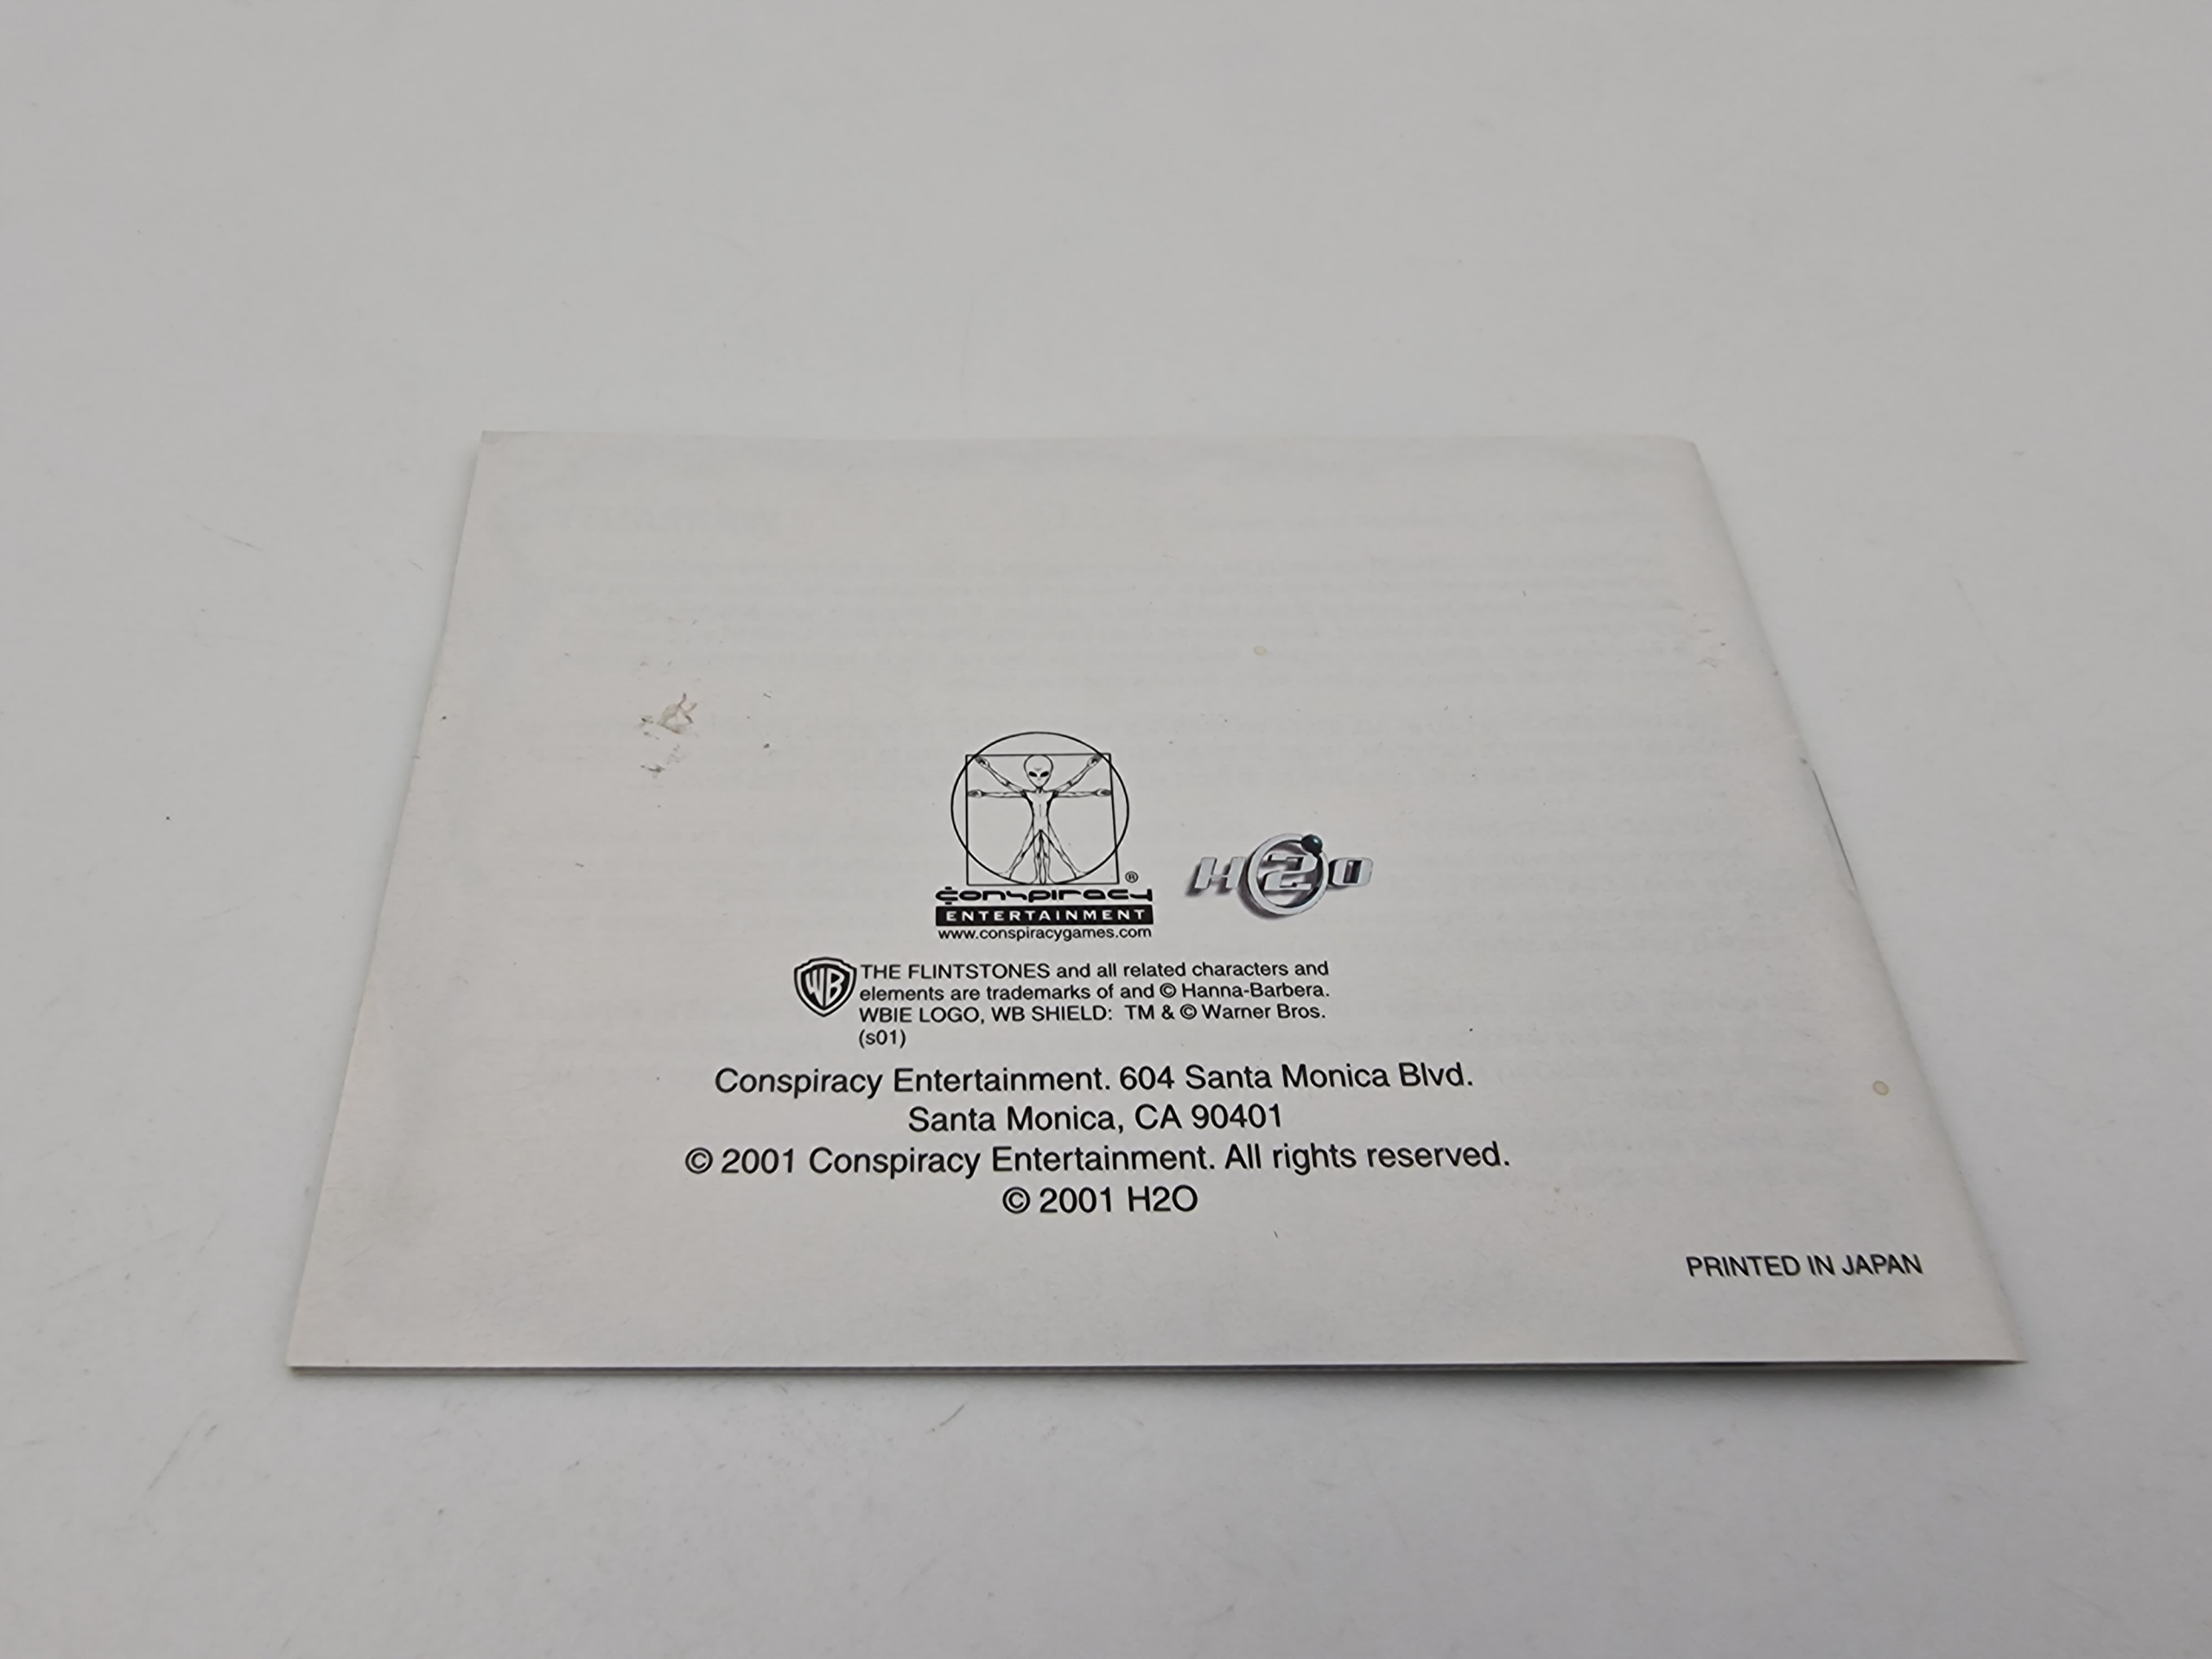 conspiracy ®
ENTERTAINMENT
www.conspiracygames.com
H2O
WB
THE FLINTSTONES and all related characters and
elements are trademarks of and © Hanna-Barbera.
WBIE LOGO, WB SHIELD: TM & © Warner Bros.
(s01)
Conspiracy Entertainment. 604 Santa Monica Blvd.
Santa Monica, CA 90401
© 2001 Conspiracy Entertainment. All rights reserved.
© 2001 H2O
PRINTED IN JAPAN